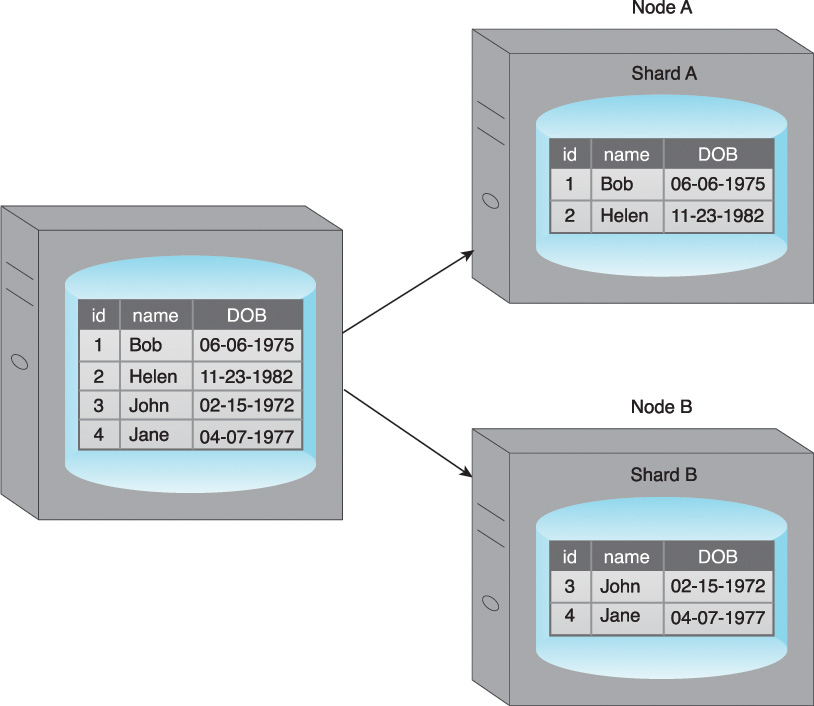 id name DOB
1 Bob 06-06-1975
2 Helen 11-23-1982
3 John 02-15-1972
4 Jane 04-07-1977
Node A
Shard A
id name DOB
1 Bob 06-06-1975
2 Helen 11-23-1982
Node B
Shard B
id name DOB
3 John 02-15-1972
4 Jane 04-07-1977